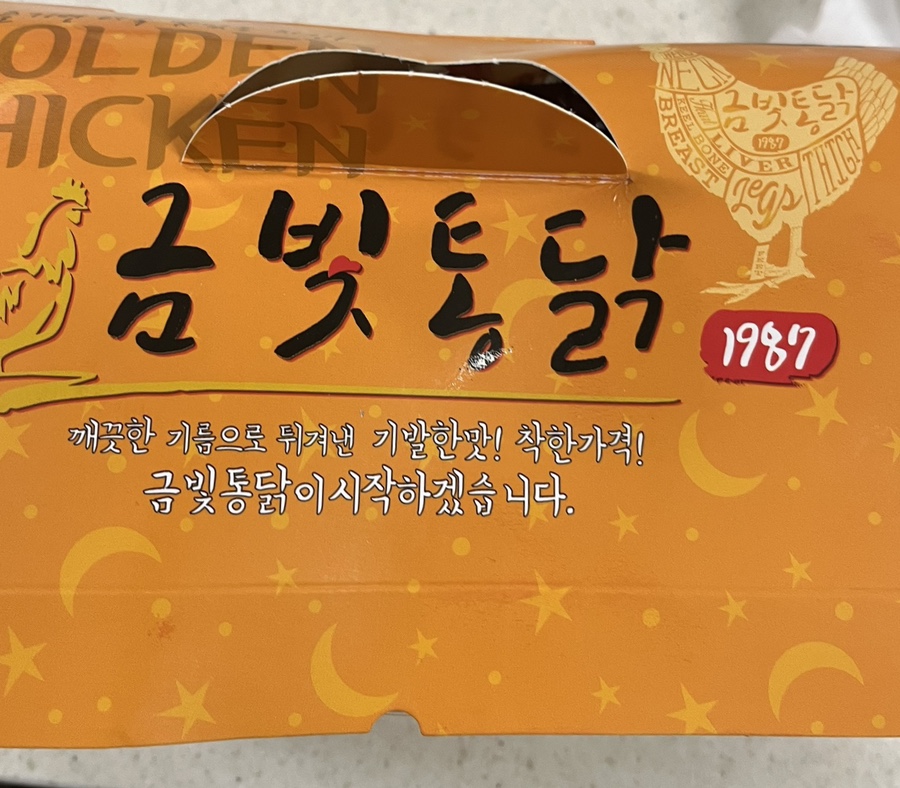 OLDEN
HICKEN
NECK
금빛통닭
1987
KEEL BONE
LIVER
BREAST
Legs
THIGH
금빛통닭
1987
깨끗한 기름으로 튀겨낸 기발한맛! 착한가격!
금빛통닭이시작하겠습니다.